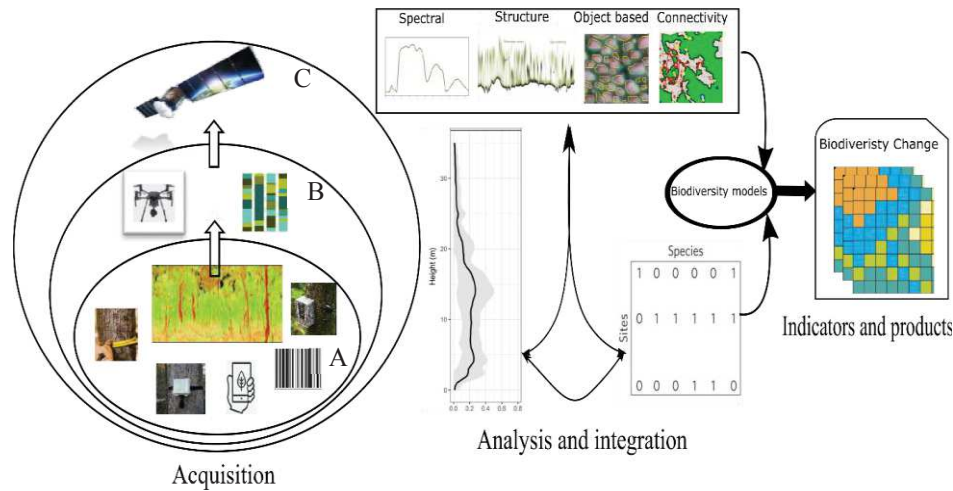 Spectral
Structure
Object based
Connectivity
C
B
A
Acquisition
Height (m)
30
20
10
0
0.0 0.2 0.4 0.6 0.8
Analysis and integration
Species
Sites
1 0 0 0 0 1
0 1 1 1 1 1
0 0 0 1 1 0
Biodiversity models
Biodiveristy Change
Indicators and products